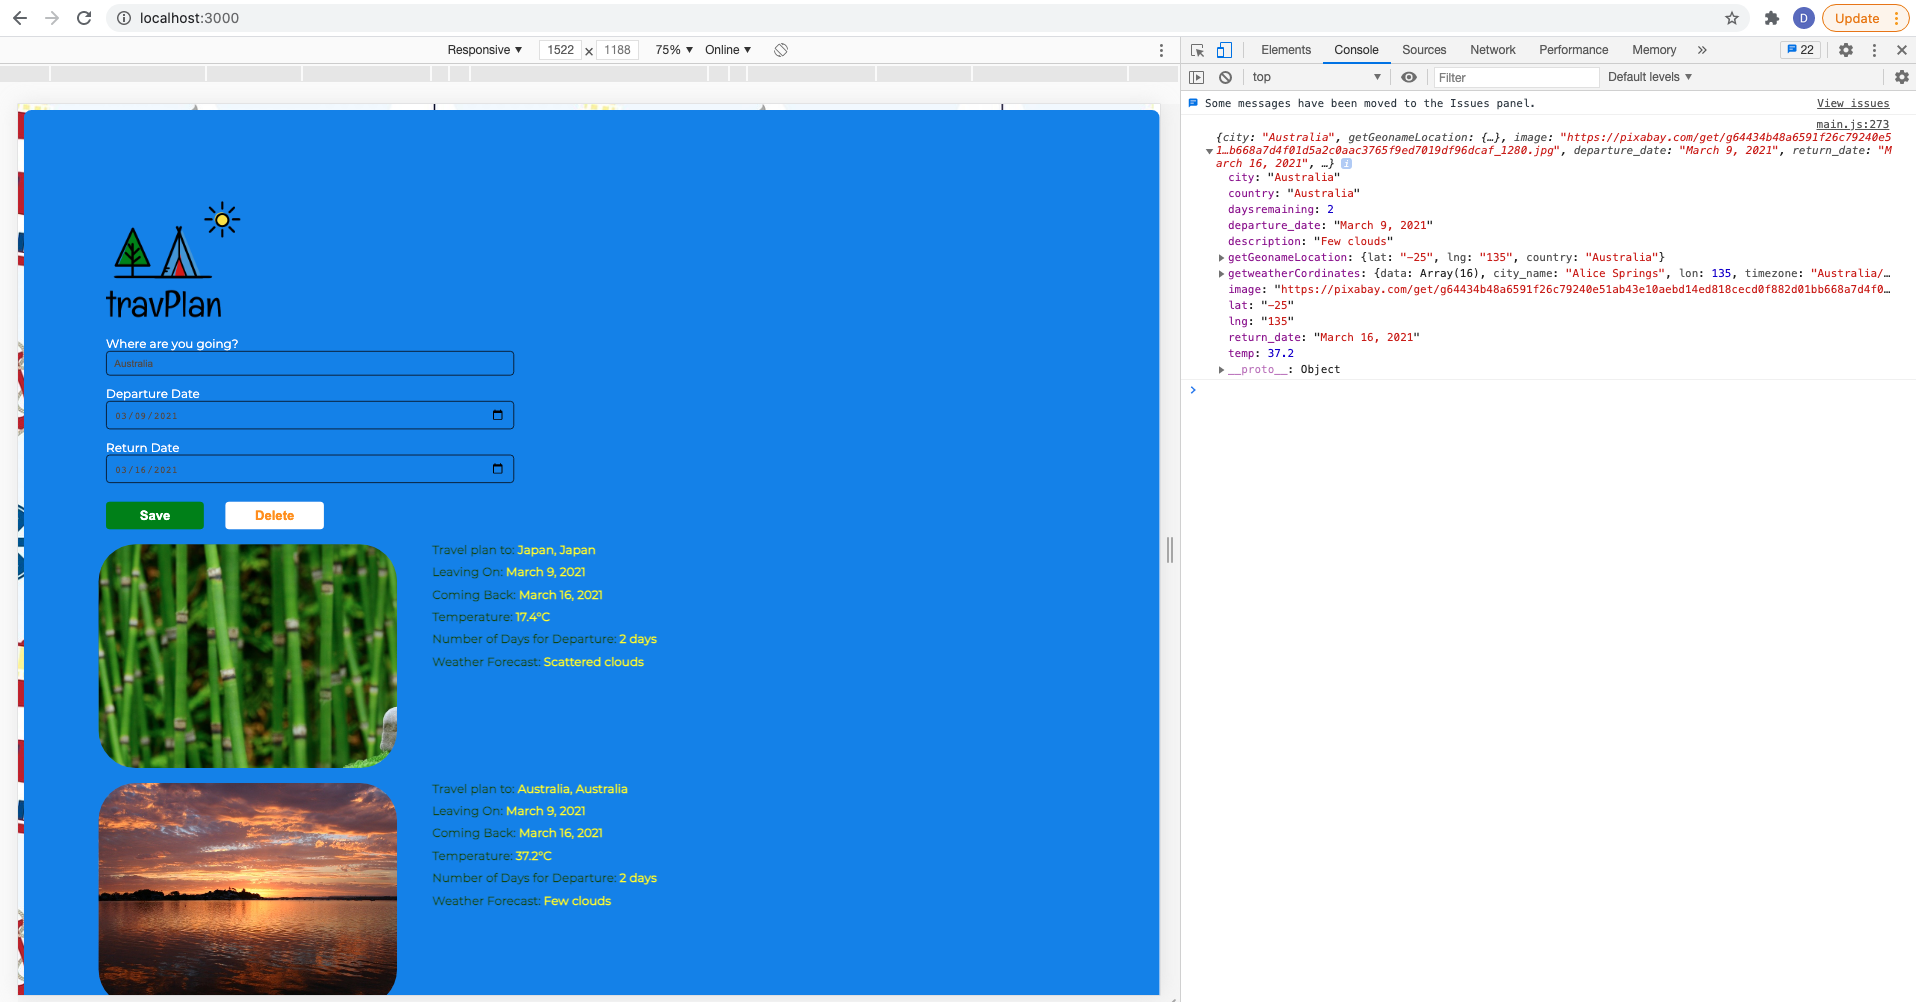 localhost:3000
D
Update
Responsive ▼ 1522 × 1188 75% ▼ Online ▼
Elements Console Sources Network Performance Memory » 22
top ▼ Filter Default levels ▼
Some messages have been moved to the Issues panel. View issues
main.js:273
{city: "Australia", getGeonameLocation: {…}, image: "https://pixabay.com/get/g64434b48a6591f26c79240e5
1…b668a7d4f01d5a2c0aac3765f9ed7019df96dcaf_1280.jpg", departure_date: "March 9, 2021", return_date: "M
arch 16, 2021", …} i
city: "Australia"
country: "Australia"
daysremaining: 2
departure_date: "March 9, 2021"
description: "Few clouds"
getGeonameLocation: {lat: "-25", lng: "135", country: "Australia"}
getweatherCordinates: {data: Array(16), city_name: "Alice Springs", lon: 135, timezone: "Australia/…
image: "https://pixabay.com/get/g64434b48a6591f26c79240e51ab43e10aebd14ed818cecd0f882d01bb668a7d4f0…
lat: "-25"
lng: "135"
return_date: "March 16, 2021"
temp: 37.2
__proto__: Object
travPlan
Where are you going?
Australia
Departure Date
03/09/2021
Return Date
03/16/2021
Save Delete
Travel plan to: Japan, Japan
Leaving On: March 9, 2021
Coming Back: March 16, 2021
Temperature: 17.4°C
Number of Days for Departure: 2 days
Weather Forecast: Scattered clouds
Travel plan to: Australia, Australia
Leaving On: March 9, 2021
Coming Back: March 16, 2021
Temperature: 37.2°C
Number of Days for Departure: 2 days
Weather Forecast: Few clouds